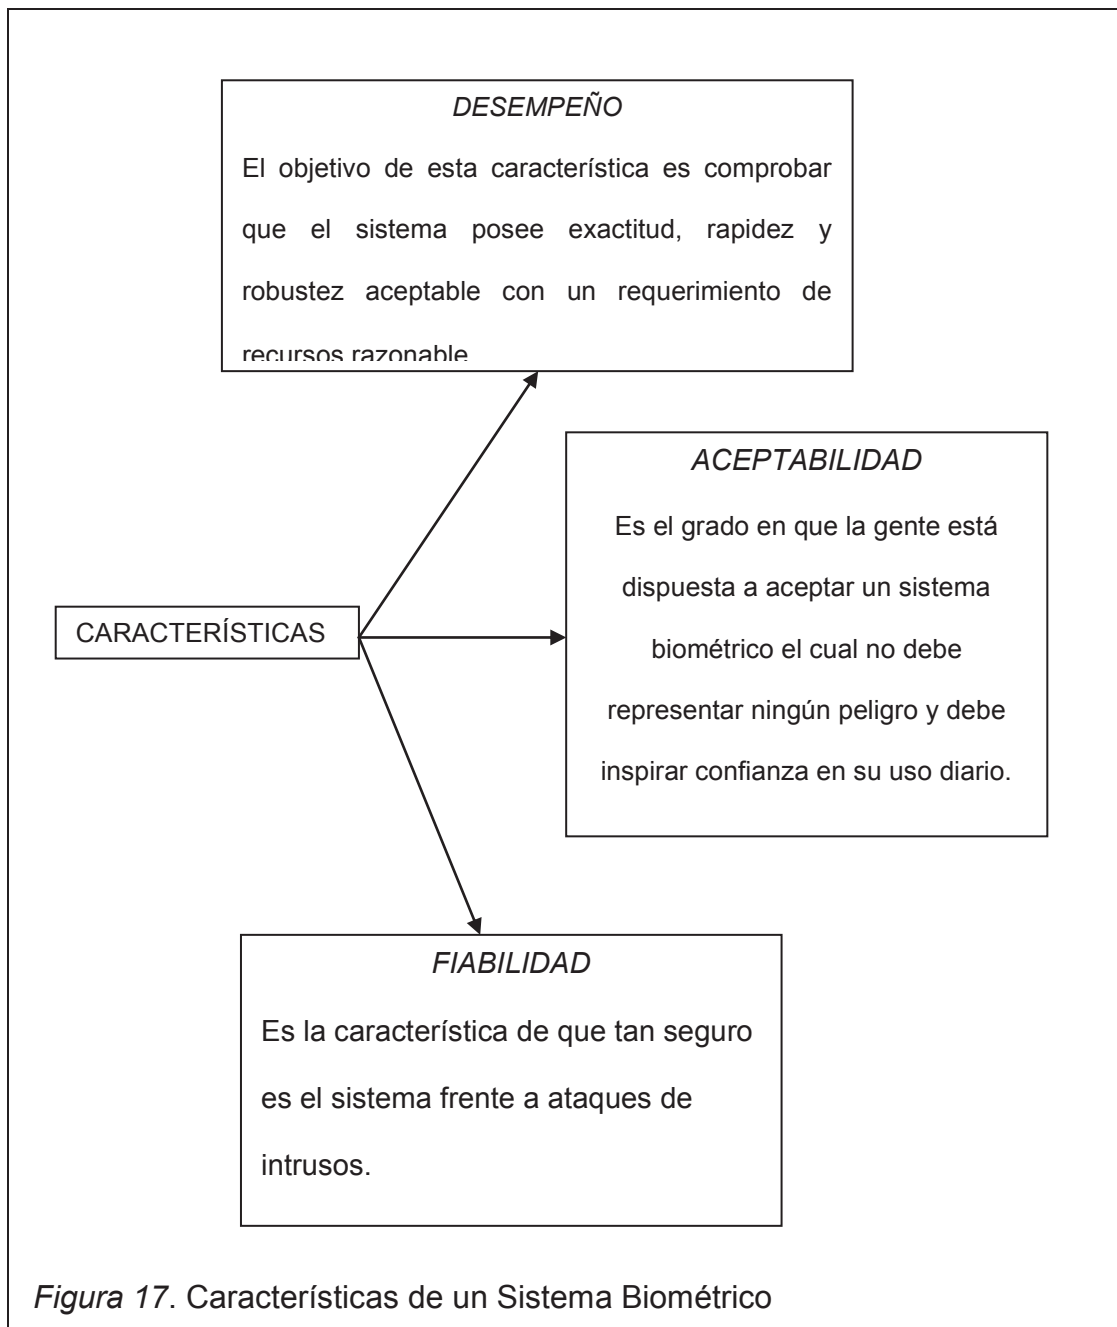 DESEMPEÑO
El objetivo de esta característica es comprobar
que el sistema posee exactitud, rapidez y
robustez aceptable con un requerimiento de
recursos razonable
ACEPTABILIDAD
Es el grado en que la gente está
dispuesta a aceptar un sistema
biométrico el cual no debe
representar ningún peligro y debe
inspirar confianza en su uso diario.
CARACTERÍSTICAS
FIABILIDAD
Es la característica de que tan seguro
es el sistema frente a ataques de
intrusos.
Figura 17. Características de un Sistema Biométrico